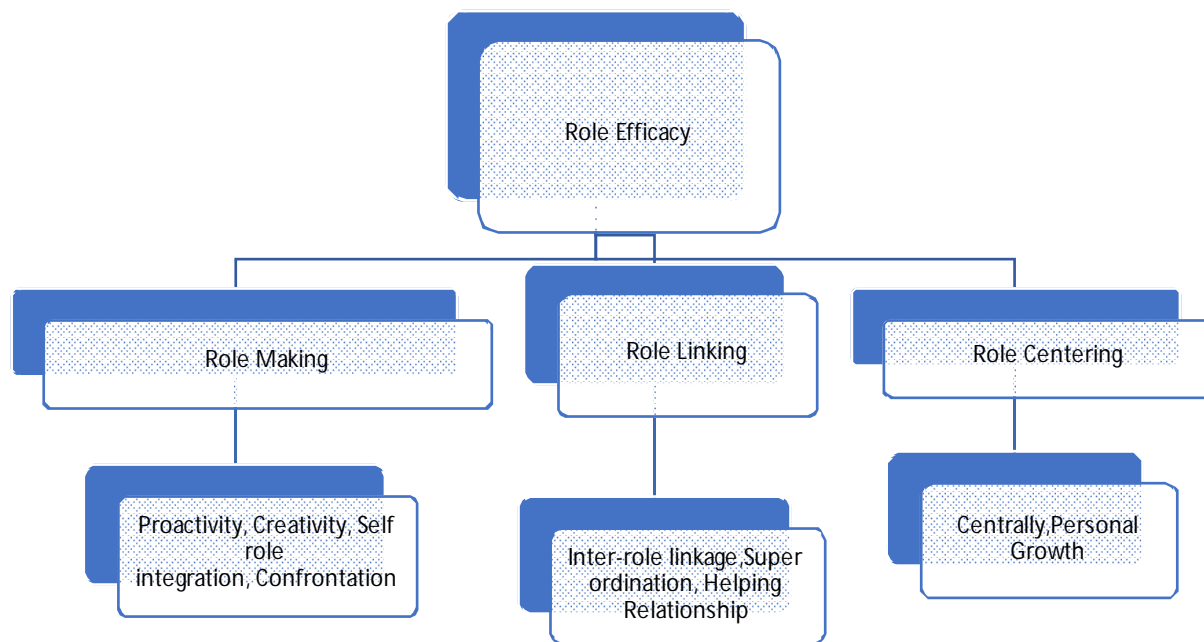 Role Efficacy
Role Making
Role Linking
Role Centering
Proactivity, Creativity, Self
role
integration, Confrontation
Inter-role linkage,Super
ordination, Helping
Relationship
Centrally,Personal
Growth